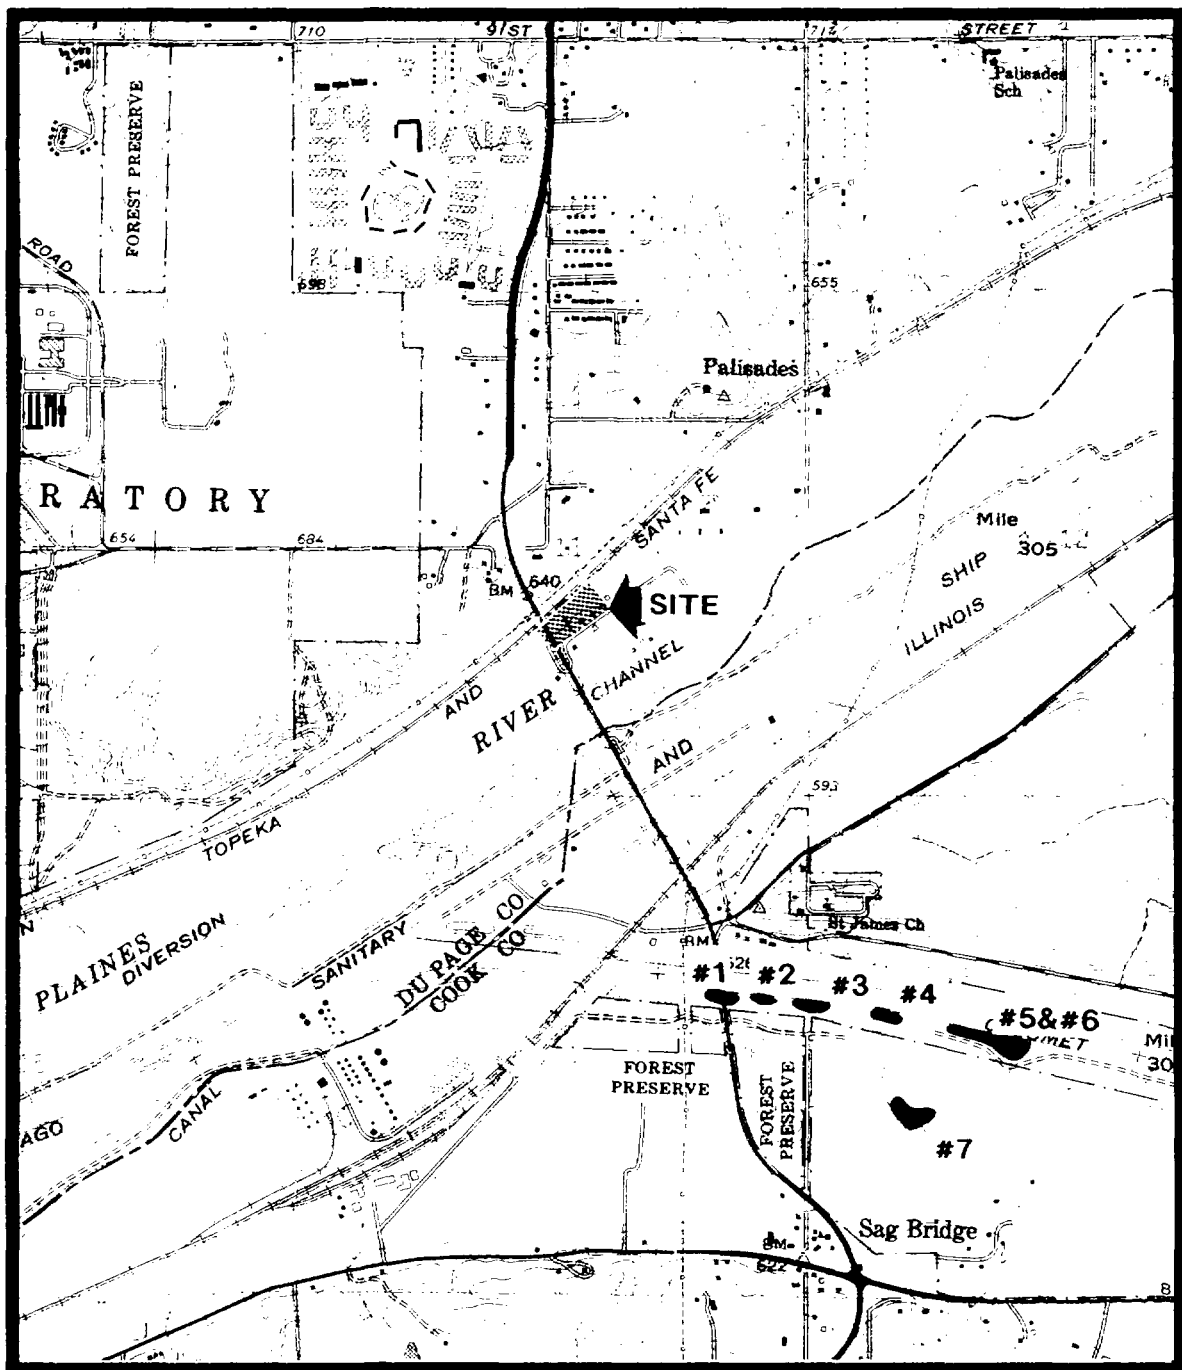 710
91ST
712
STREET
Palisades
Sch
FOREST PRESERVE
ROAD
698
655
Palisades
RATORY
654
684
SANTA FE
Mile
305
BM
640
SITE
SHIP
ILLINOIS
CHANNEL
AND
RIVER
AND
593
TOPEKA
St James Ch
BM
PLAINES
DIVERSION
SANITARY
DU PAGE CO
COOK CO
#1
#2
#3
#4
#5&#6
FOREST
PRESERVE
FOREST
PRESERVE
#7
AGO
CANAL
Sag Bridge
BM
622